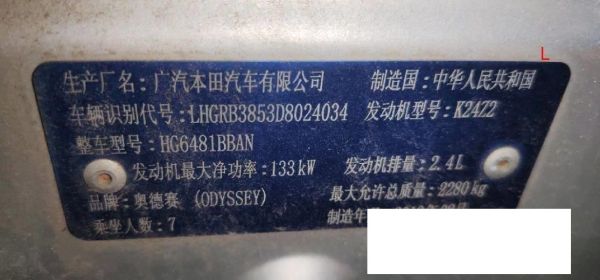 L
生产厂名：广汽本田汽车有限公司 制造国：中华人民共和国
车辆识别代号：LHGRB3853D8024034 发动机型号：K24Z2
整车型号：HG6481BBAN
发动机最大净功率：133kW 发动机排量：2.4L
品牌：奥德赛 (ODYSSEY) 最大允许总质量：2280kg
乘坐人数：7 制造年